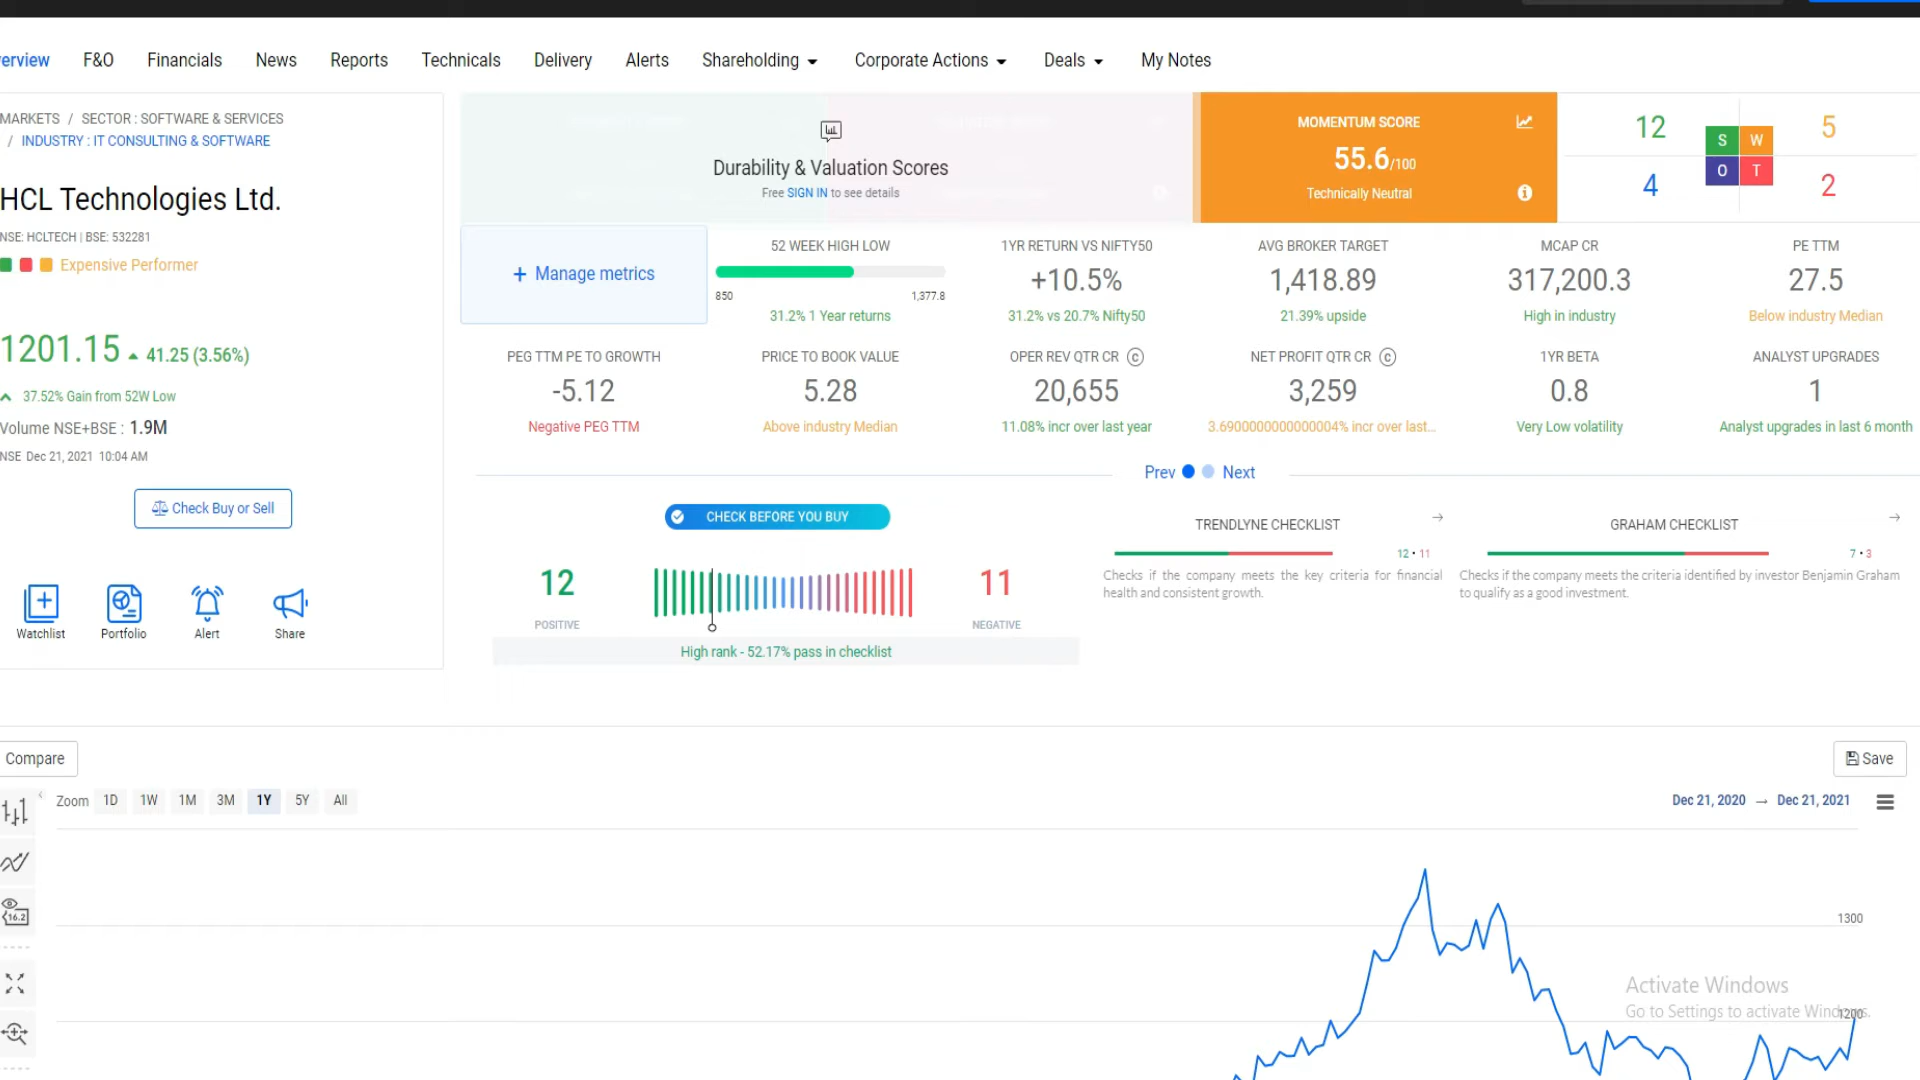 erview F&O Financials News Reports Technicals Delivery Alerts Shareholding Corporate Actions Deals My Notes
MARKETS / SECTOR : SOFTWARE & SERVICES
/ INDUSTRY : IT CONSULTING & SOFTWARE
HCL Technologies Ltd.
NSE: HCLTECH | BSE: 532281
Expensive Performer
1201.15 41.25 (3.56%)
37.52% Gain from 52W Low
Volume NSE+BSE : 1.9M
NSE Dec 21, 2021 10:04 AM
Check Buy or Sell
Watchlist Portfolio Alert Share
Durability & Valuation Scores
Free SIGN IN to see details
MOMENTUM SCORE
55.6/100
Technically Neutral
12 S W 5
4 O T 2
+ Manage metrics
52 WEEK HIGH LOW
850 1,377.8
31.2% 1 Year returns
1YR RETURN VS NIFTY50
+10.5%
31.2% vs 20.7% Nifty50
AVG BROKER TARGET
1,418.89
21.39% upside
MCAP CR
317,200.3
High in industry
PE TTM
27.5
Below industry Median
PEG TTM PE TO GROWTH
-5.12
Negative PEG TTM
PRICE TO BOOK VALUE
5.28
Above industry Median
OPER REV QTR CR C
20,655
11.08% incr over last year
NET PROFIT QTR CR C
3,259
3.6900000000000004% incr over last...
1YR BETA
0.8
Very Low volatility
ANALYST UPGRADES
1
Analyst upgrades in last 6 month
Prev Next
CHECK BEFORE YOU BUY
12 11
POSITIVE NEGATIVE
High rank - 52.17% pass in checklist
TRENDLYNE CHECKLIST →
12 • 11
Checks if the company meets the key criteria for financial
health and consistent growth.
GRAHAM CHECKLIST →
7 • 3
Checks if the company meets the criteria identified by investor Benjamin Graham
to qualify as a good investment.
Compare Save
Zoom 1D 1W 1M 3M 1Y 5Y All Dec 21, 2020 → Dec 21, 2021
16.2
1300
1200
Activate Windows
Go to Settings to activate Windows.